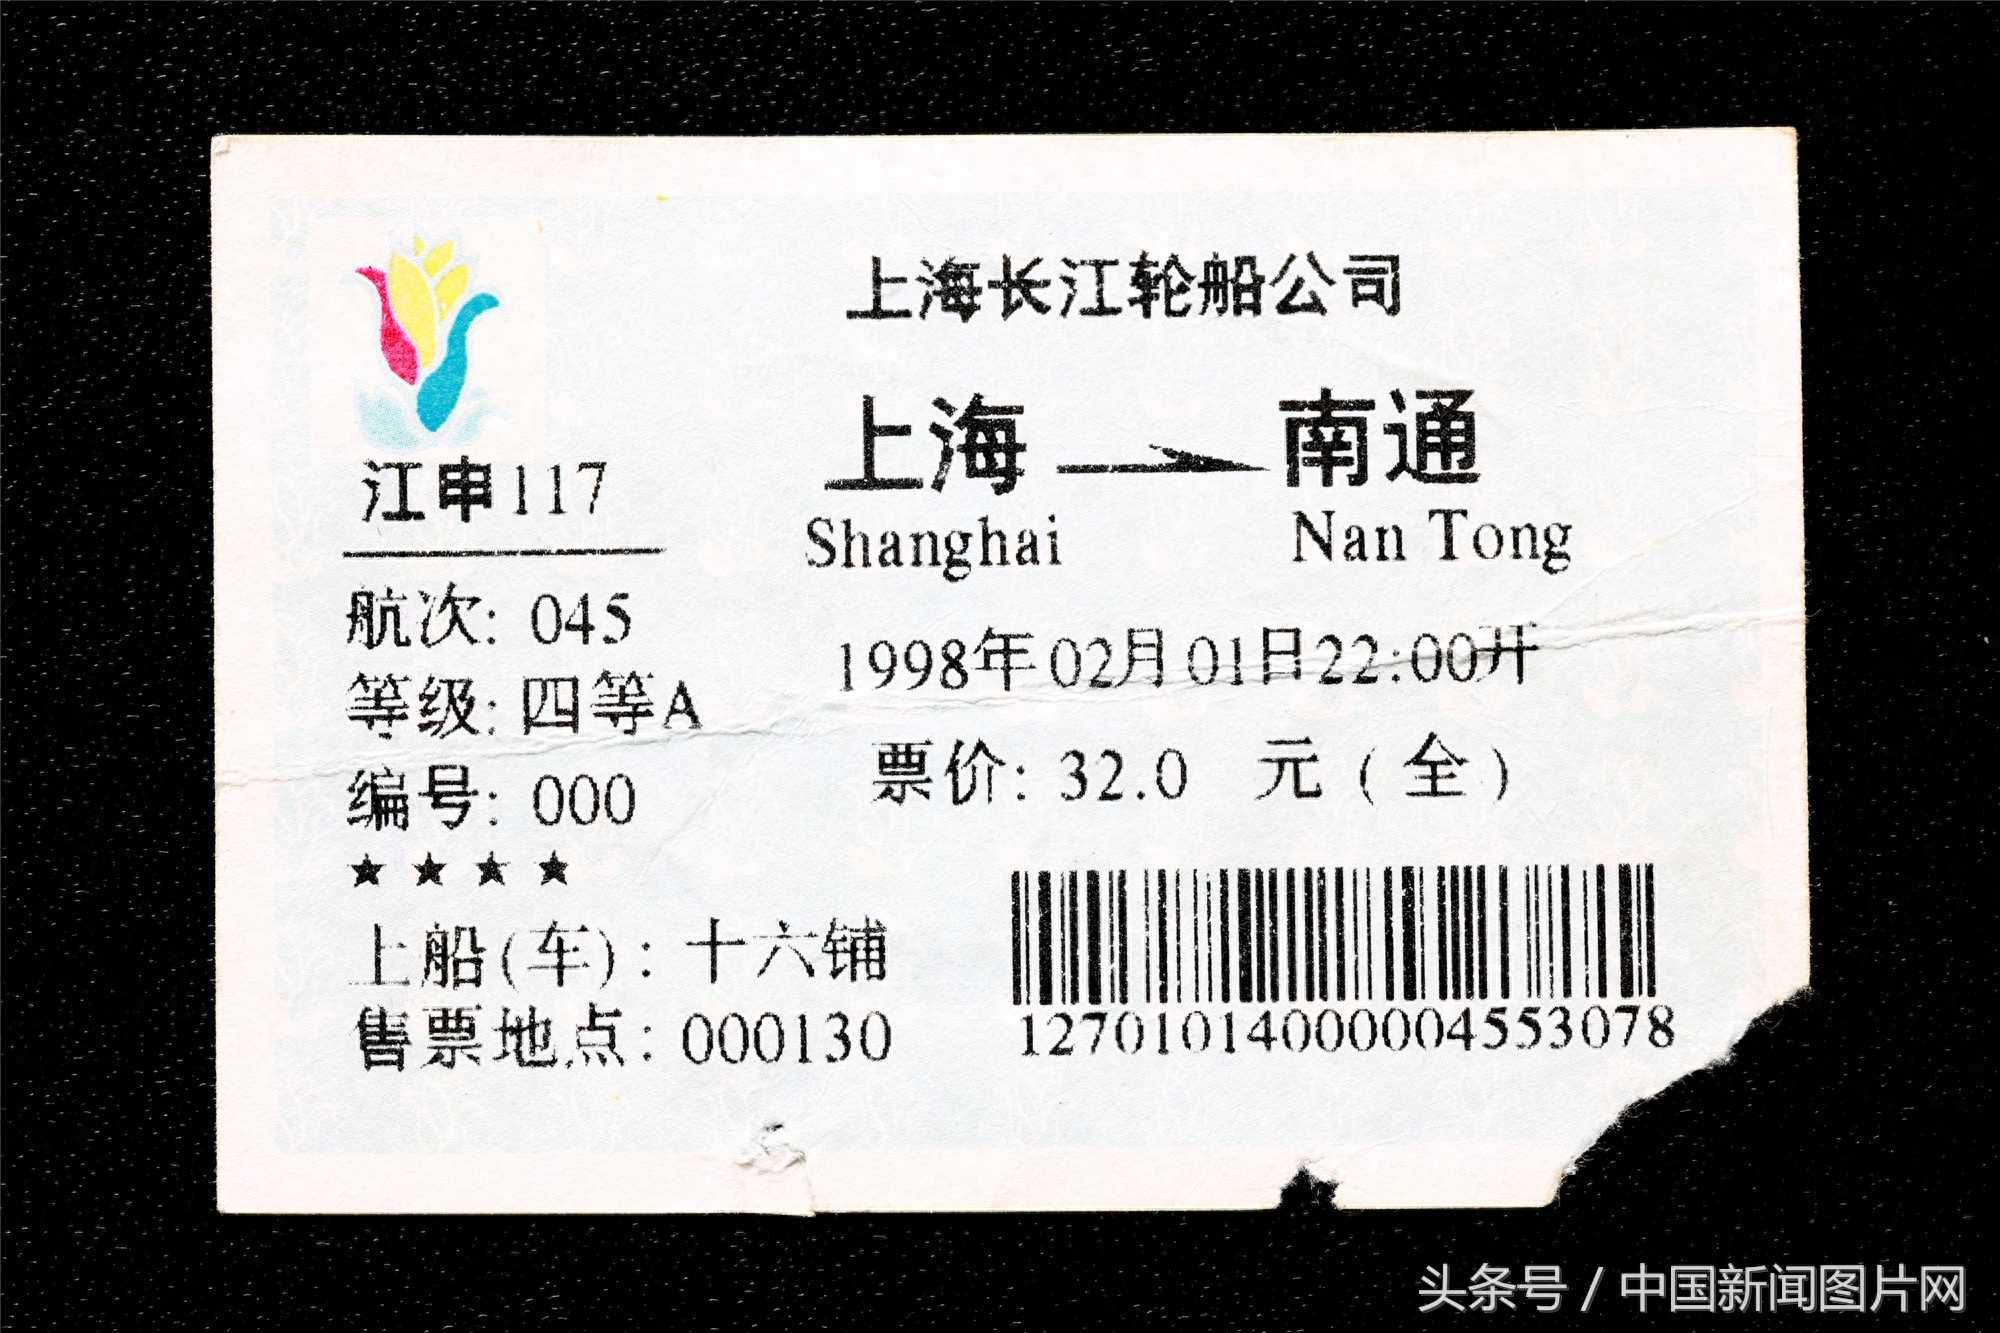 上海长江轮船公司
上海 南通
Shanghai Nan Tong
江申117
航次: 045
1998年02月01日22:00开
等级: 四等A
票价: 32.0 元 (全)
编号: 000
★ ★ ★ ★
上船(车): 十六铺
售票地点: 000130
127010140000004553078
头条号 / 中国新闻图片网